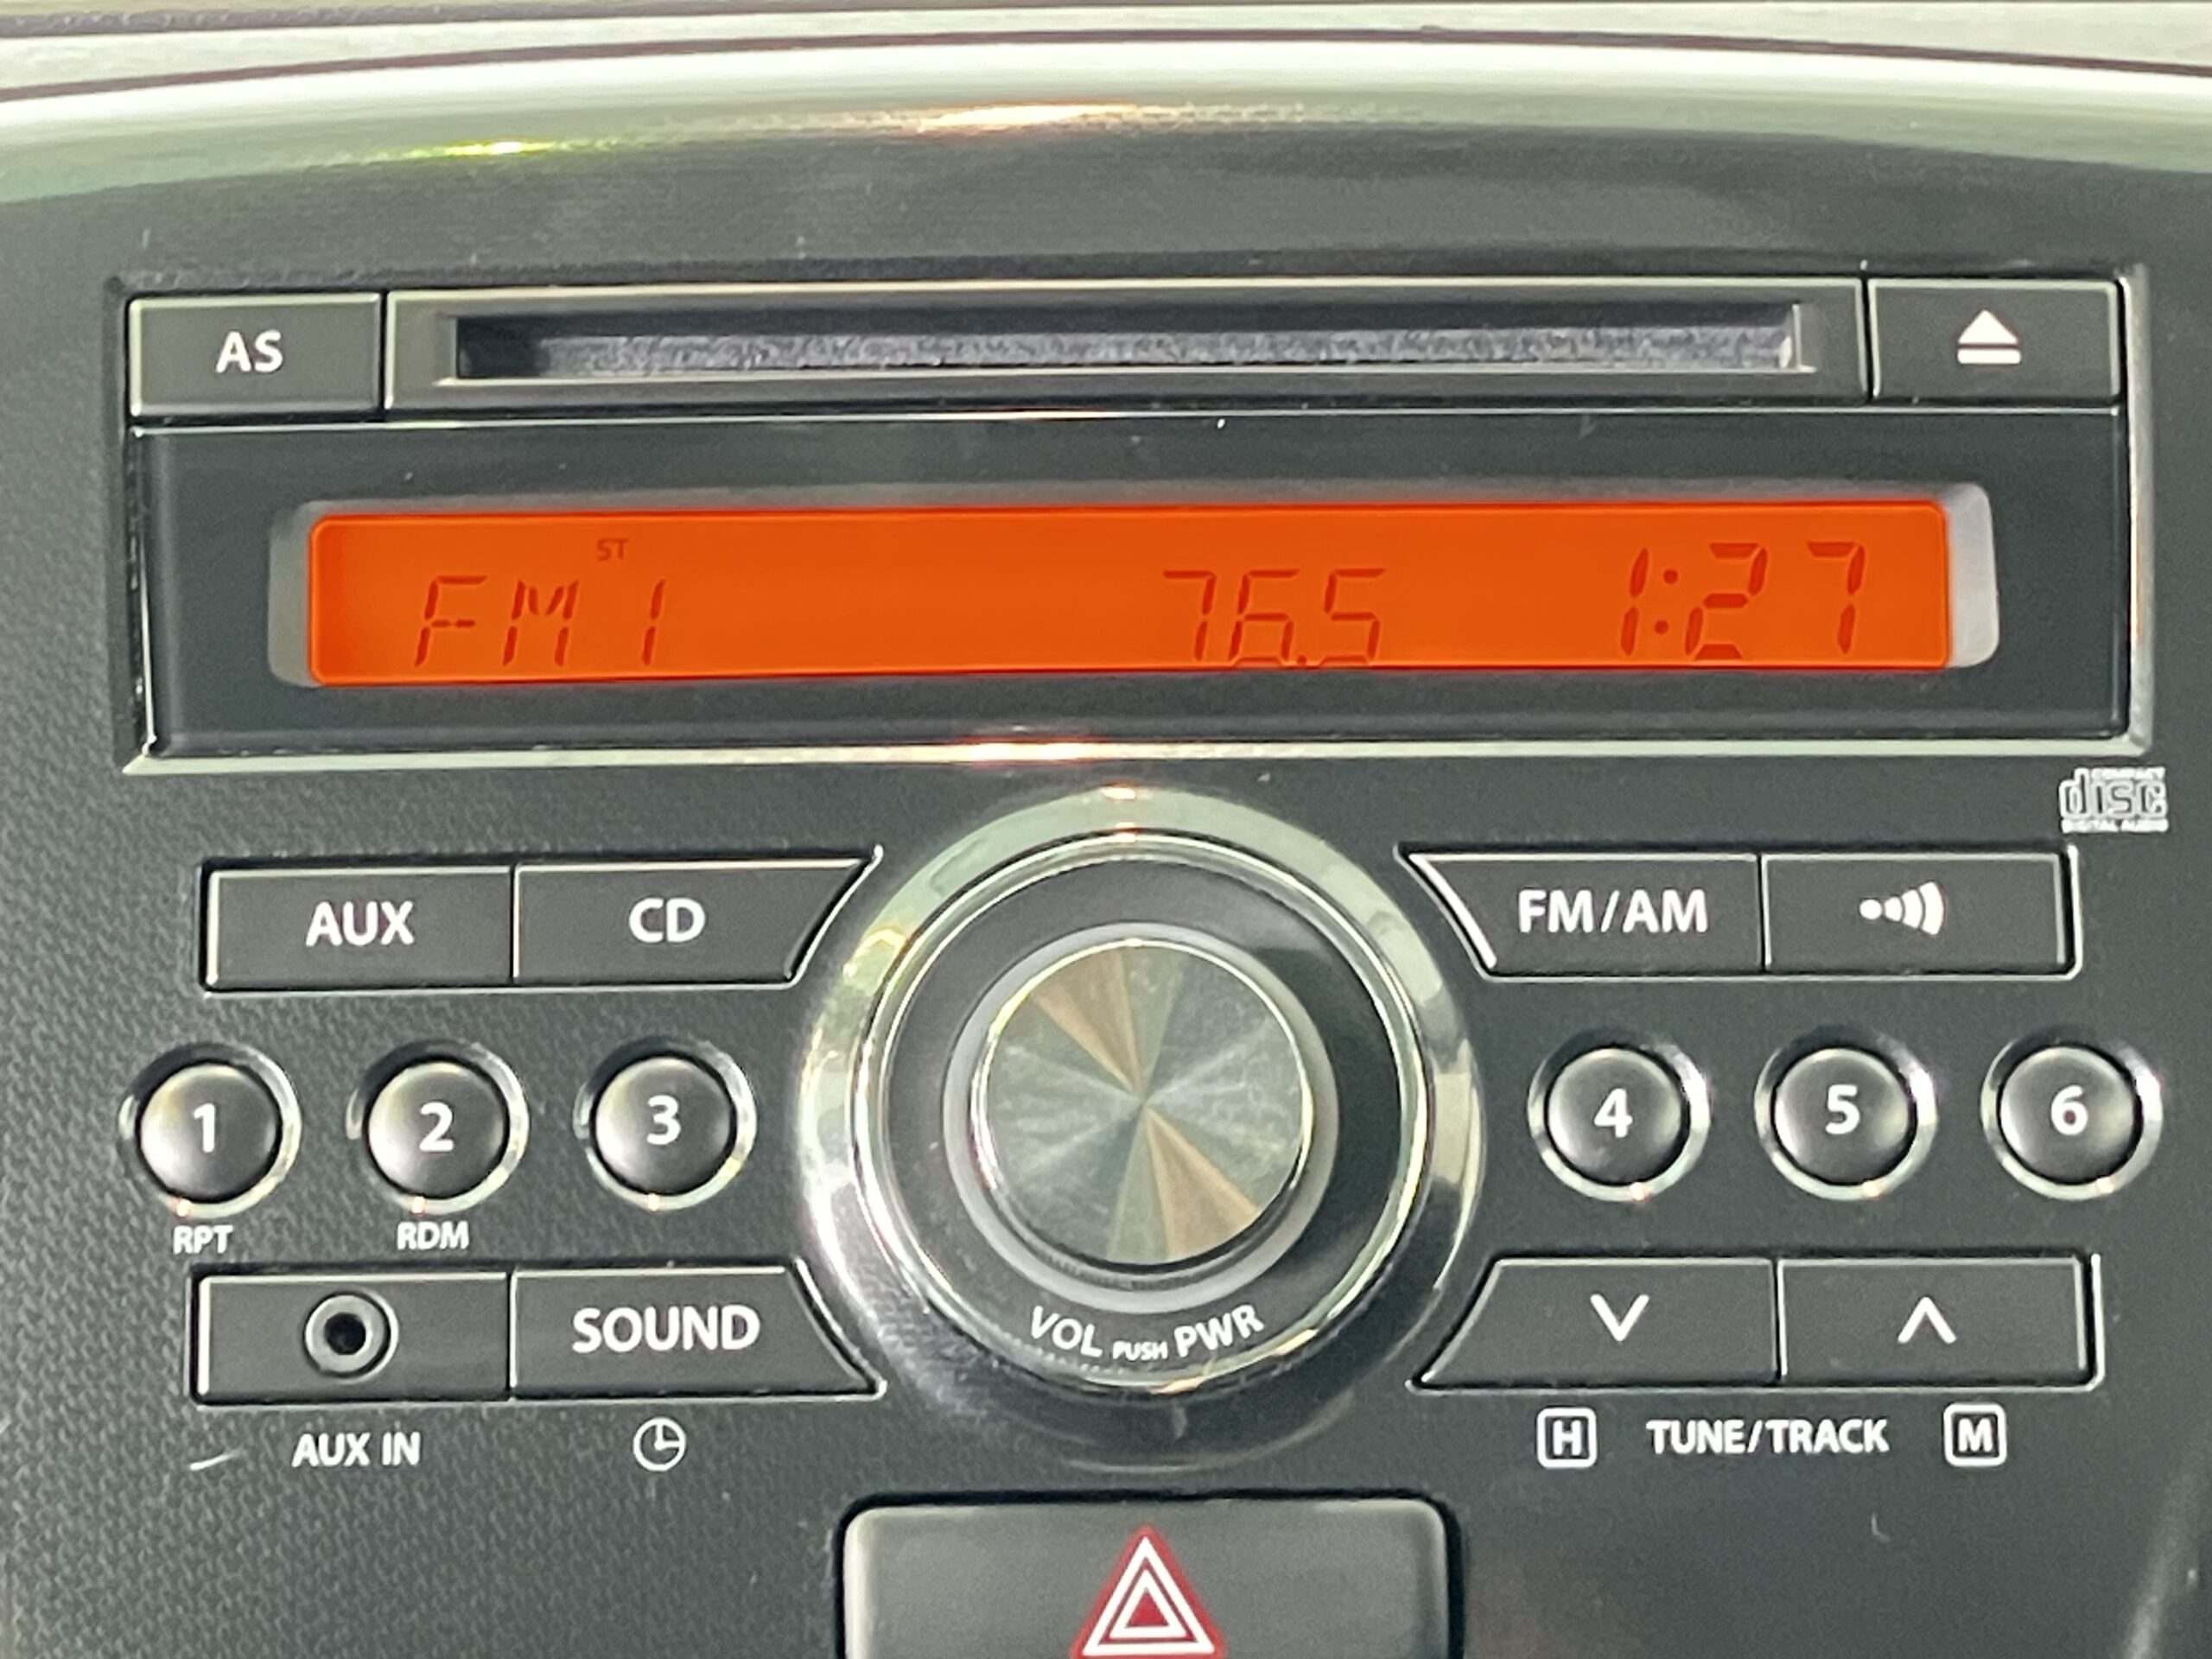 AS
ST
FM1 76.5 1:27
COMPACT
disc
DIGITAL AUDIO
AUX CD FM/AM
1 2 3 4 5 6
RPT RDM
SOUND
VOL PUSH PWR
AUX IN H TUNE/TRACK M